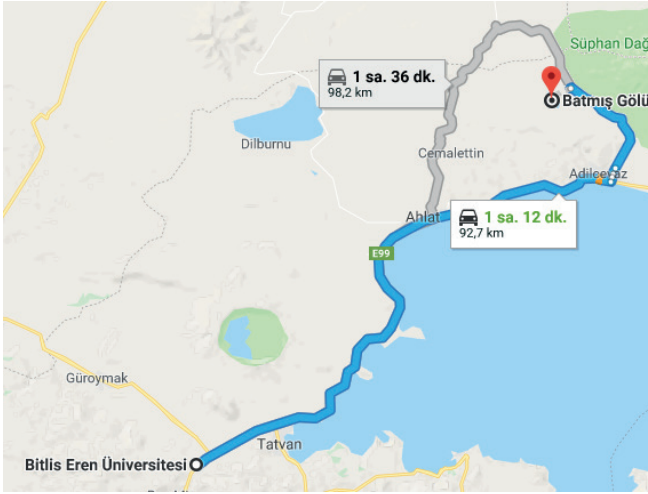 Süphan Dağ
1 sa. 36 dk.
98,2 km
Batmış Gölü
Dilburnu
Cemalettin
Adilcevaz
Ahlat
1 sa. 12 dk.
92,7 km
E99
Güroymak
Tatvan
Bitlis Eren Üniversitesi